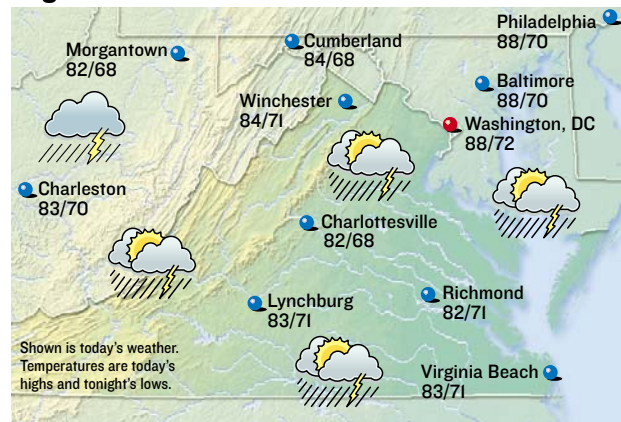 Philadelphia
88/70
Morgantown
82/68
Cumberland
84/68
Baltimore
88/70
Winchester
84/71
Washington, DC
88/72
Charleston
83/70
Charlottesville
82/68
Lynchburg
83/71
Richmond
82/71
Shown is today's weather.
Temperatures are today's
highs and tonight's lows.
Virginia Beach
83/71